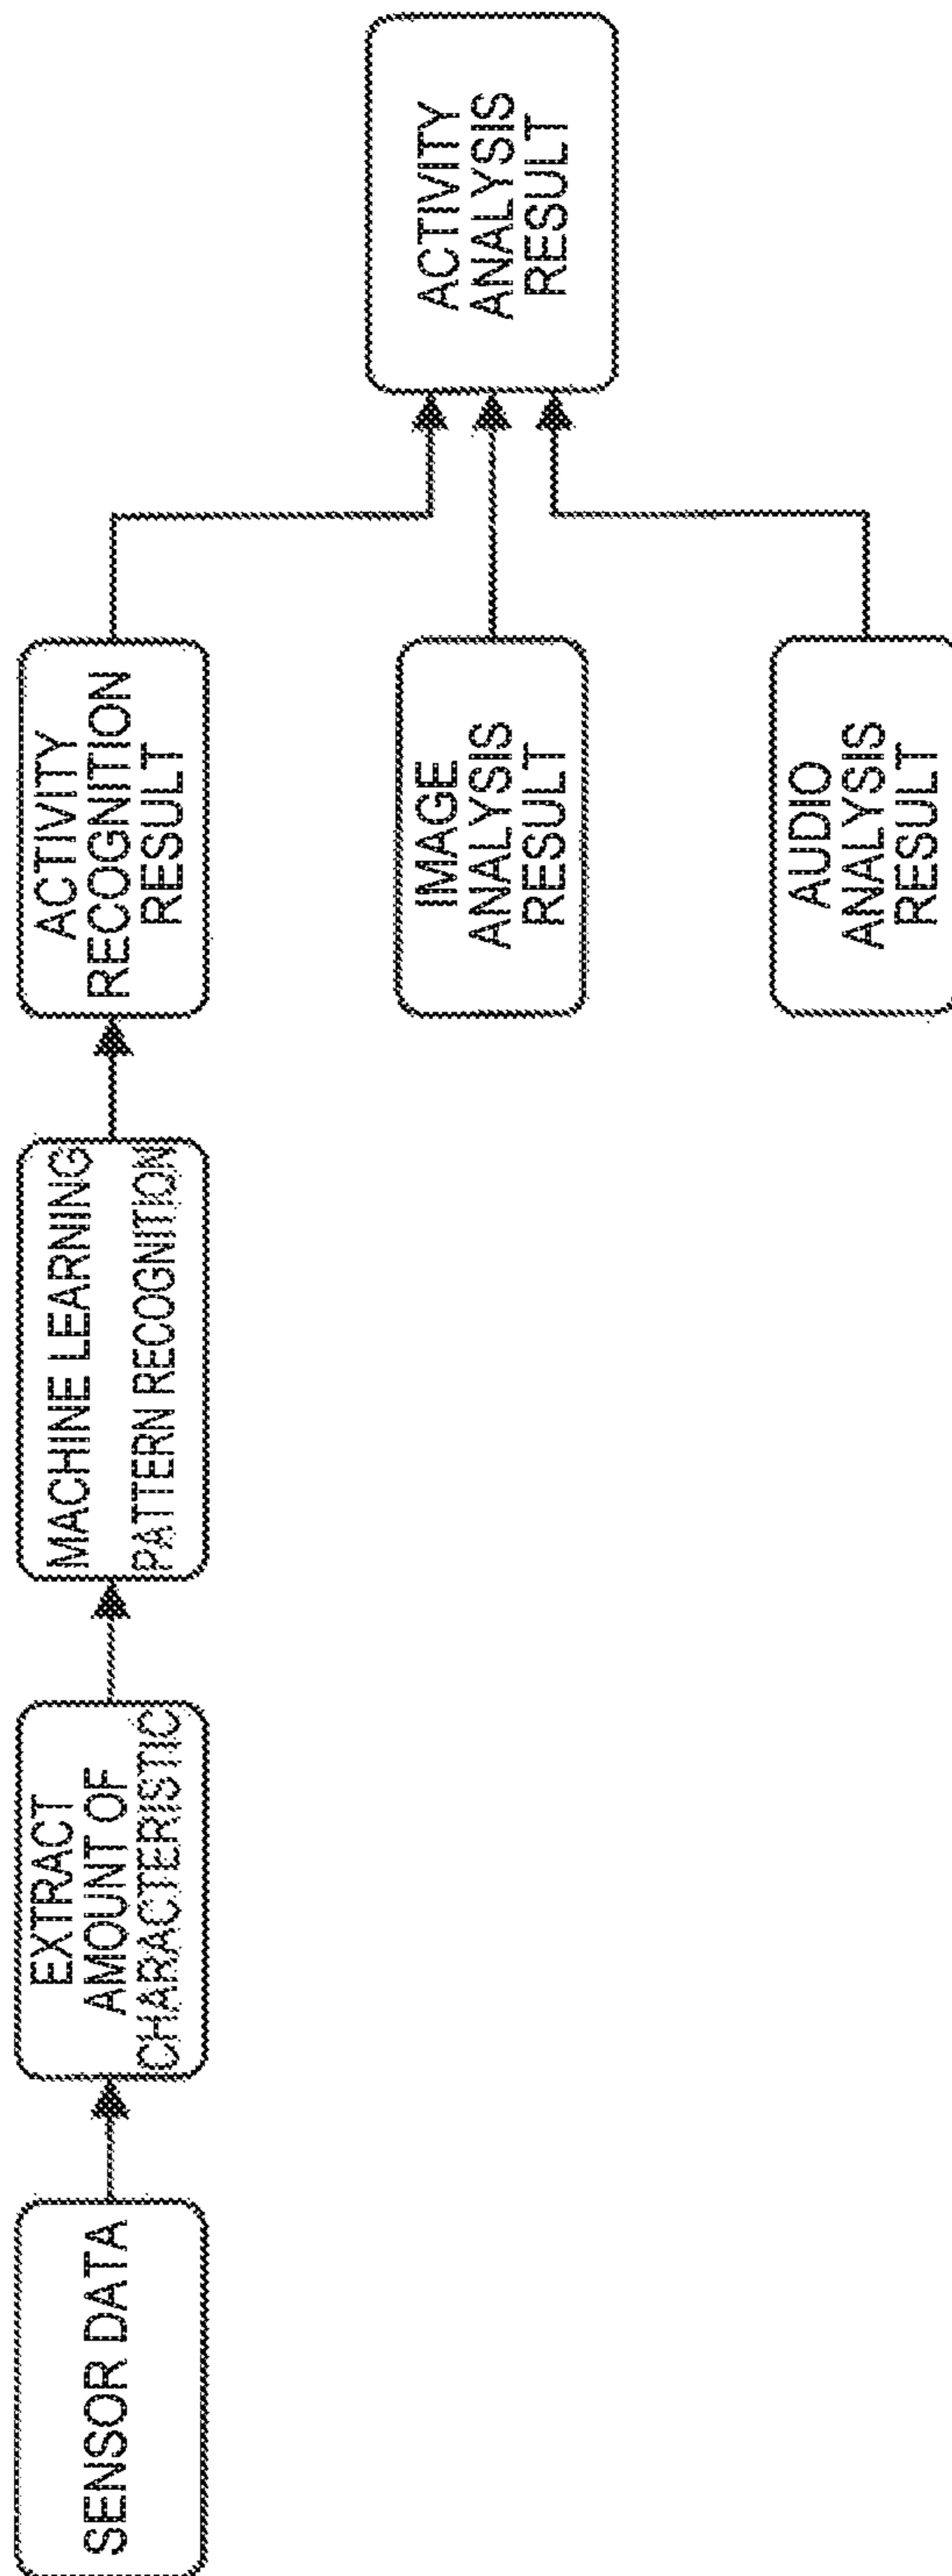 SENSOR DATA
EXTRACT
AMOUNT OF
CHARACTERISTIC
MACHINE LEARNING
PATTERN RECOGNITION
ACTIVITY
RECOGNITION
RESULT
IMAGE
ANALYSIS
RESULT
AUDIO
ANALYSIS
RESULT
ACTIVITY
ANALYSIS
RESULT